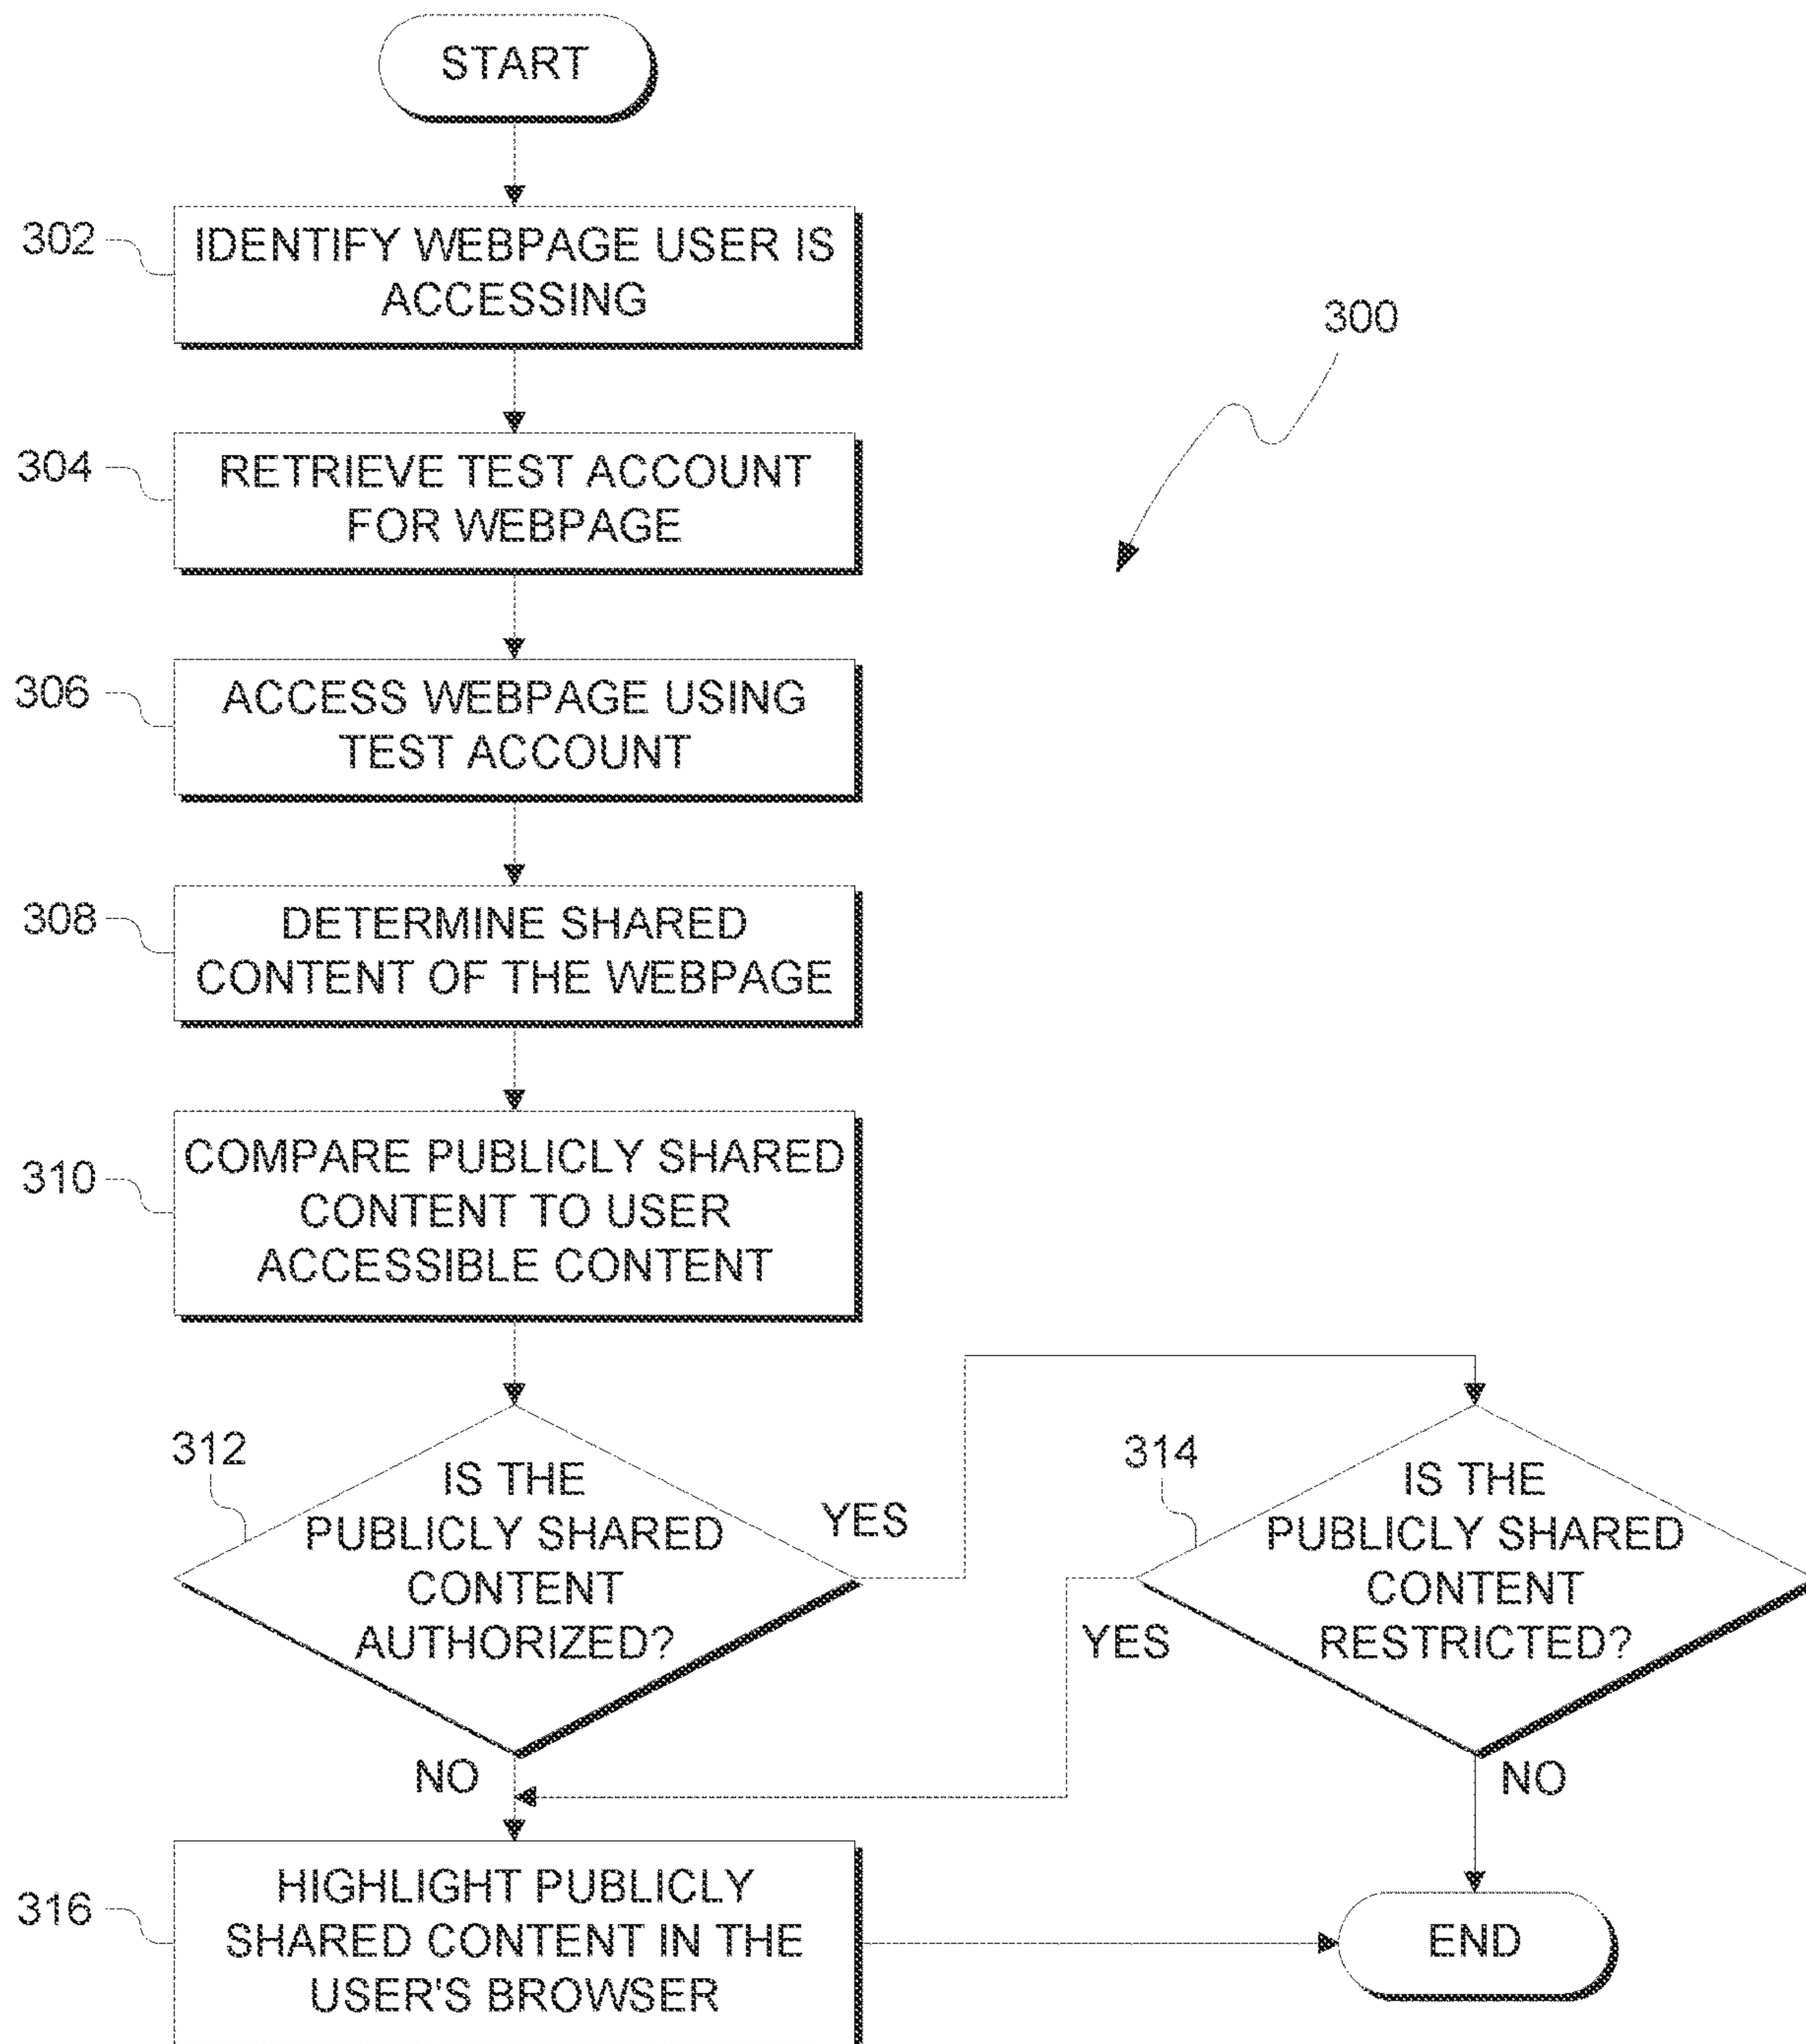 START
302
IDENTIFY WEBPAGE USER IS
ACCESSING
300
304
RETRIEVE TEST ACCOUNT
FOR WEBPAGE
306
ACCESS WEBPAGE USING
TEST ACCOUNT
308
DETERMINE SHARED
CONTENT OF THE WEBPAGE
310
COMPARE PUBLICLY SHARED
CONTENT TO USER
ACCESSIBLE CONTENT
312
IS THE
PUBLICLY SHARED
CONTENT
AUTHORIZED?
YES
NO
314
IS THE
PUBLICLY SHARED
CONTENT
RESTRICTED?
YES
NO
316
HIGHLIGHT PUBLICLY
SHARED CONTENT IN THE
USER'S BROWSER
END